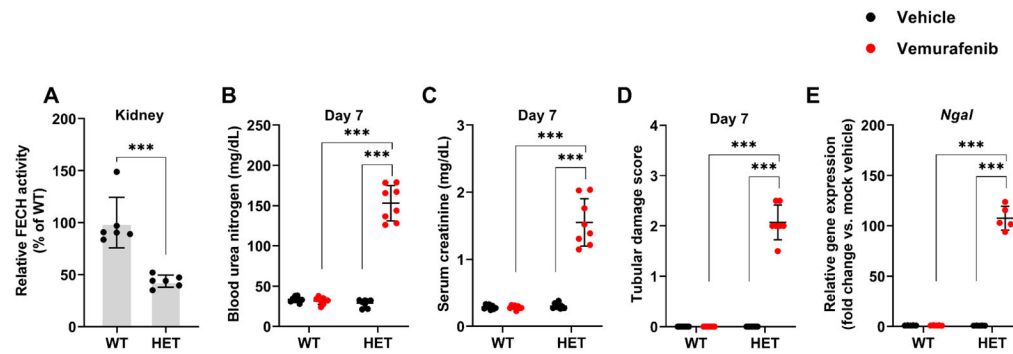 Vehicle
Vemurafenib
A
Kidney
Relative FECH activity
(% of WT)
200
150
100
50
0
***
WT HET
B
Day 7
Blood urea nitrogen (mg/dL)
250
200
150
100
50
0
***
***
WT HET
C
Day 7
Serum creatinine (mg/dL)
3
2
1
0
***
***
WT HET
D
Day 7
Tubular damage score
4
3
2
1
0
***
***
WT HET
E
Ngal
Relative gene expression
(fold change vs. mock vehicle)
200
150
100
50
0
***
***
WT HET